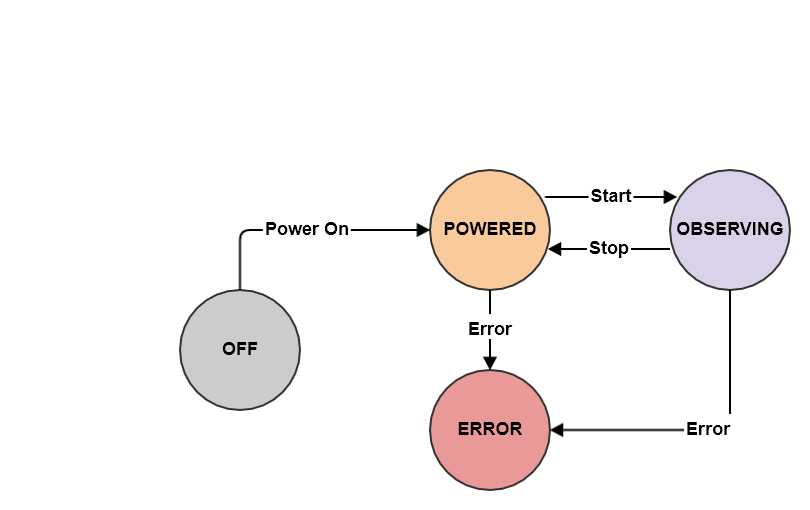 Start
Power On
POWERED
OBSERVING
Stop
Error
OFF
ERROR
Error